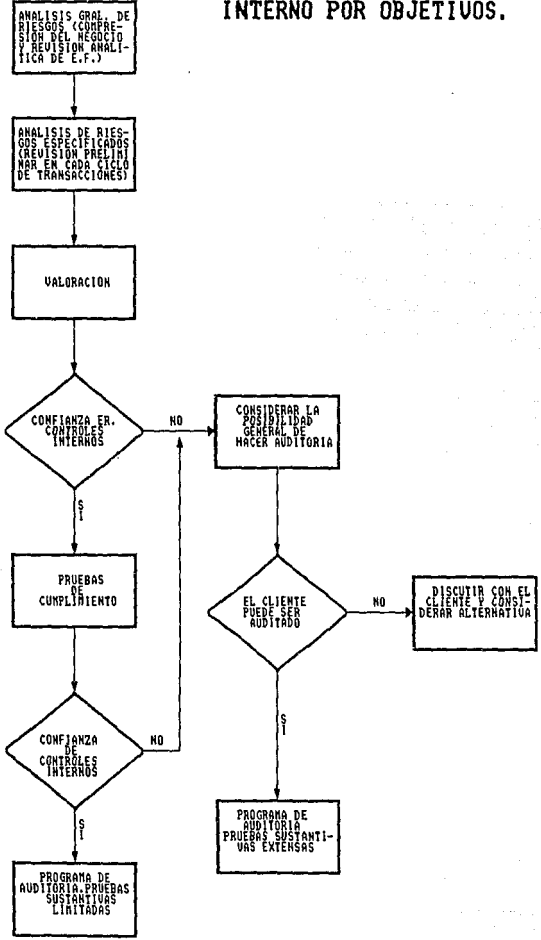 INTERNO POR OBJETIVOS.
ANALISIS GRAL. DE
RIESGOS (COMPRE-
SION DEL NEGOCIO
Y REVISION ANALI-
TICA DE E.F.)
ANALISIS DE RIES-
GOS ESPECIFICADOS
(REVISION PRELIMI
NAR EN CADA CICLO
DE TRANSACCIONES)
VALORACION
CONFIANZA ER.
CONTROLES
INTERNOS
NO
CONSIDERAR LA
POSIBILIDAD
GENERAL DE
HACER AUDITORIA
SI
PRUEBAS
DE
CUMPLIMIENTO
EL CLIENTE
PUEDE SER
AUDITADO
NO
DISCUTIR CON EL
CLIENTE Y CONSI-
DERAR ALTERNATIVA
CONFIANZA
DE
CONTROLES
INTERNOS
NO
SI
SI
PROGRAMA DE
AUDITORIA
PRUEBAS SUSTANTI-
VAS EXTENSAS
PROGRAMA DE
AUDITORIA.PRUEBAS
SUSTANTIVAS
LIMITADAS